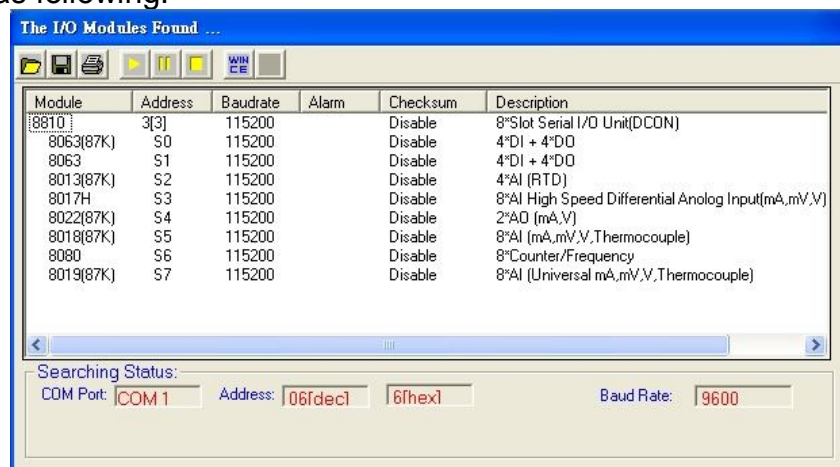 as following:
The I/O Modules Found ...
WIN CE
Module Address Baudrate Alarm Checksum Description
8810 3[3] 115200 Disable 8*Slot Serial I/O Unit(DCON)
8063(87K) S0 115200 Disable 4*DI + 4*DO
8063 S1 115200 Disable 4*DI + 4*DO
8013(87K) S2 115200 Disable 4*AI (RTD)
8017H S3 115200 Disable 8*AI High Speed Differential Anolog Input(mA,mV,V)
8022(87K) S4 115200 Disable 2*AO (mA,V)
8018(87K) S5 115200 Disable 8*AI (mA,mV,V,Thermocouple)
8080 S6 115200 Disable 8*Counter/Frequency
8019(87K) S7 115200 Disable 8*AI (Universal mA,mV,V,Thermocouple)
Searching Status:
COM Port: COM 1 Address: 06[dec] 6[hex] Baud Rate: 9600